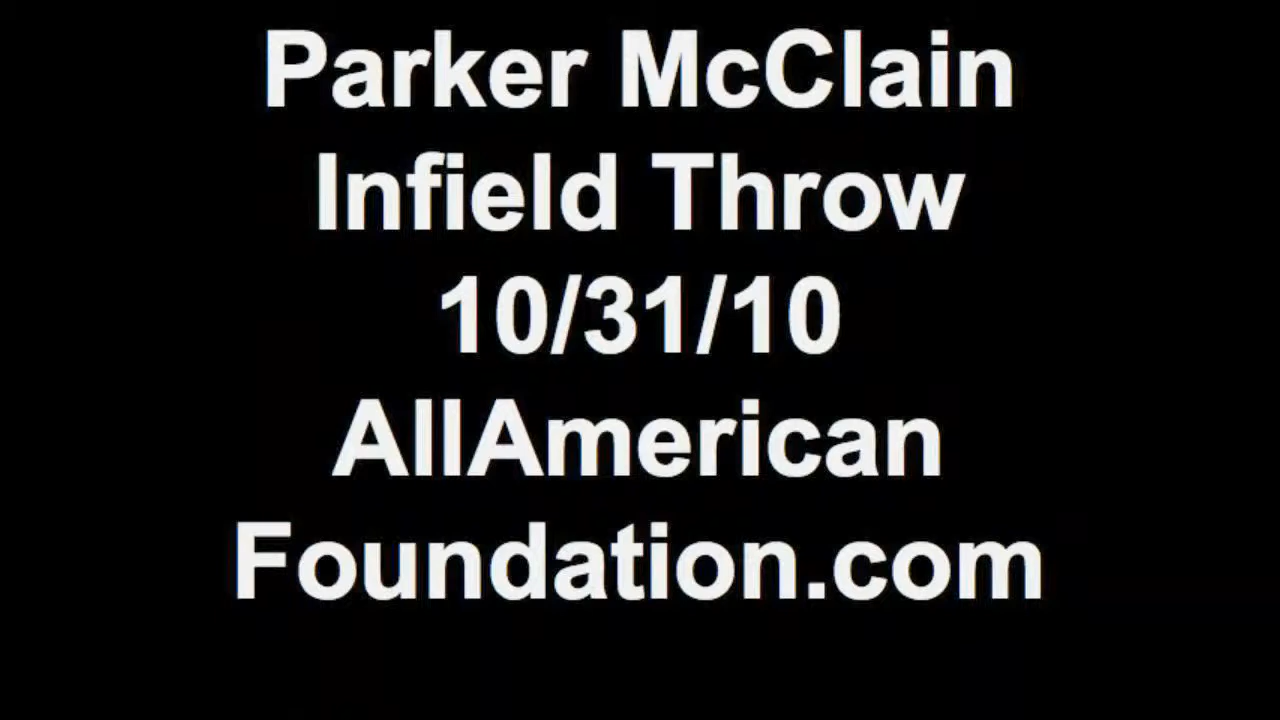 Parker McClain
Infield Throw
10/31/10
AllAmerican
Foundation.com